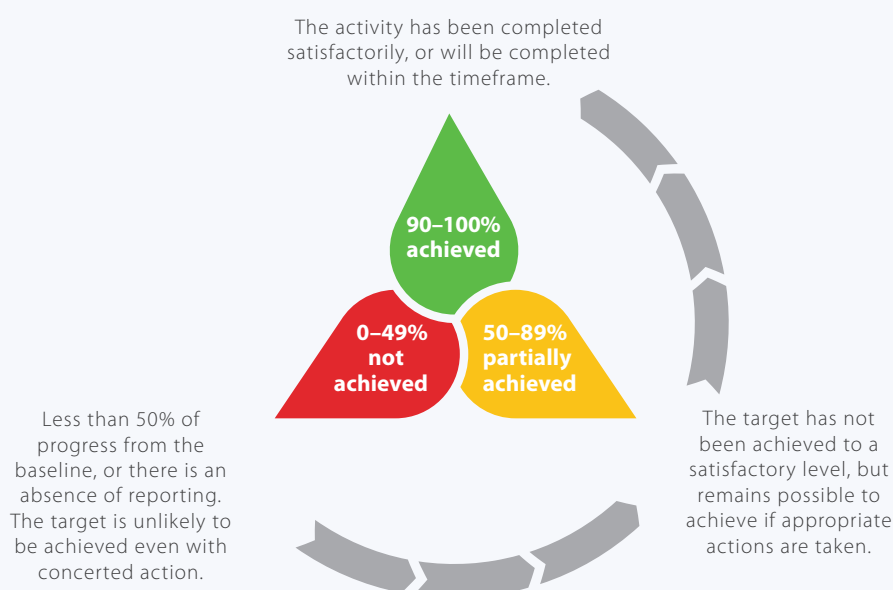 The activity has been completed
satisfactorily, or will be completed
within the timeframe.
90–100%
achieved
0–49%
not
achieved
50–89%
partially
achieved
Less than 50% of
progress from the
baseline, or there is an
absence of reporting.
The target is unlikely to
be achieved even with
concerted action.
The target has not
been achieved to a
satisfactory level, but
remains possible to
achieve if appropriate
actions are taken.